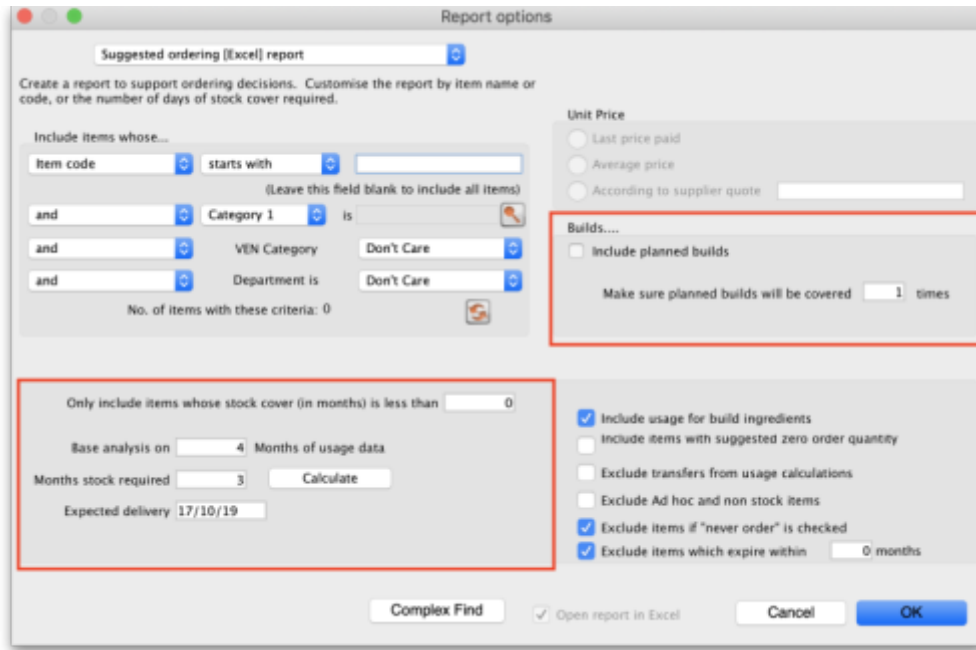 Report options
Suggested ordering [Excel] report
Create a report to support ordering decisions. Customise the report by item name or
code, or the number of days of stock cover required.
Include items whose...
Item code starts with
(Leave this field blank to include all items)
and Category 1 is
and VEN Category Don't Care
and Department is Don't Care
No. of items with these criteria: 0
Unit Price
Last price paid
Average price
According to supplier quote
Builds....
Include planned builds
Make sure planned builds will be covered 1 times
Only include items whose stock cover (in months) is less than 0
Base analysis on 4 Months of usage data
Months stock required 3 Calculate
Expected delivery 17/10/19
Include usage for build ingredients
Include items with suggested zero order quantity
Exclude transfers from usage calculations
Exclude Ad hoc and non stock items
Exclude items if "never order" is checked
Exclude items which expire within 0 months
Complex Find Open report in Excel Cancel OK